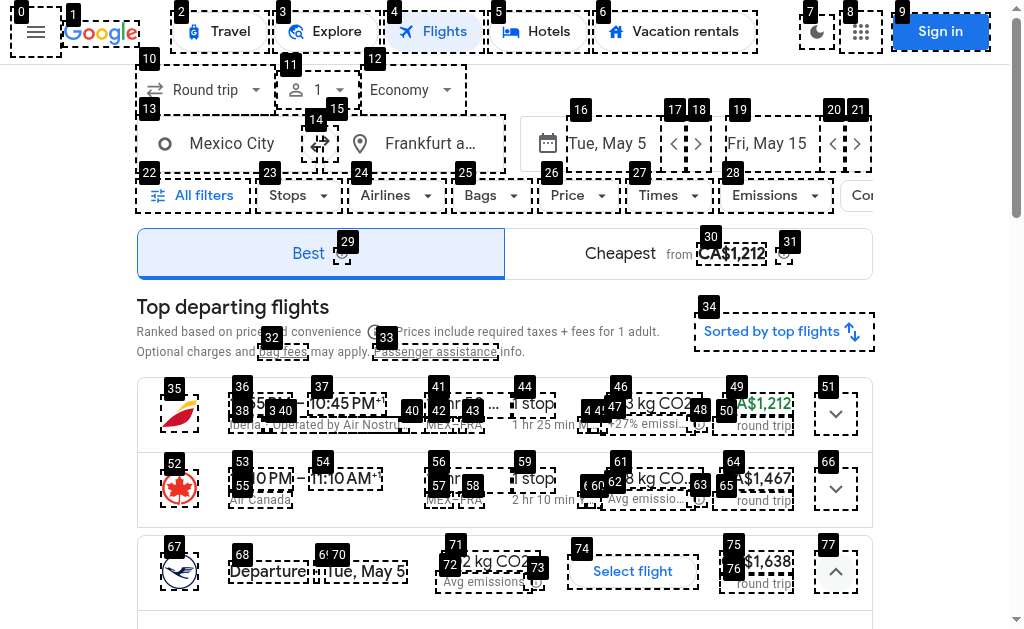 0 1 2 3 4 5 6 7 8 9
Google Travel Explore Flights Hotels Vacation rentals Sign in
10 11 12
Round trip 1 Economy
13 14 15 16 17 18 19 20 21
Mexico City Frankfurt a... Tue, May 5 Fri, May 15
22 23 24 25 26 27 28
All filters Stops Airlines Bags Price Times Emissions
29 30 31
Best Cheapest from CA$1,212
Top departing flights
34
Ranked based on price and convenience Prices include required taxes + fees for 1 adult.
Sorted by top flights
32 33
Optional charges and bag fees may apply. Passenger assistance info.
35 36 37 41 44 46 49 51
10:45 PM+1 1 stop kg CO2 A$1,212
38 40 40 42 43 47 48 50
Iberia · Operated by Air Nostru MEX–FRA 1 hr 25 min +27% emissi... round trip
52 53 54 56 59 61 64 66
10 PM – 11:10 AM+1 1 stop kg CO A$1,467
55 57 58 60 62 63 65
Air Canada MEX–FRA 2 hr 10 min Avg emissio... round trip
67 68 70 71 74 75 77
Departure · Tue, May 5 2 kg CO2 Select flight $1,638
72 73 76
Avg emissions round trip